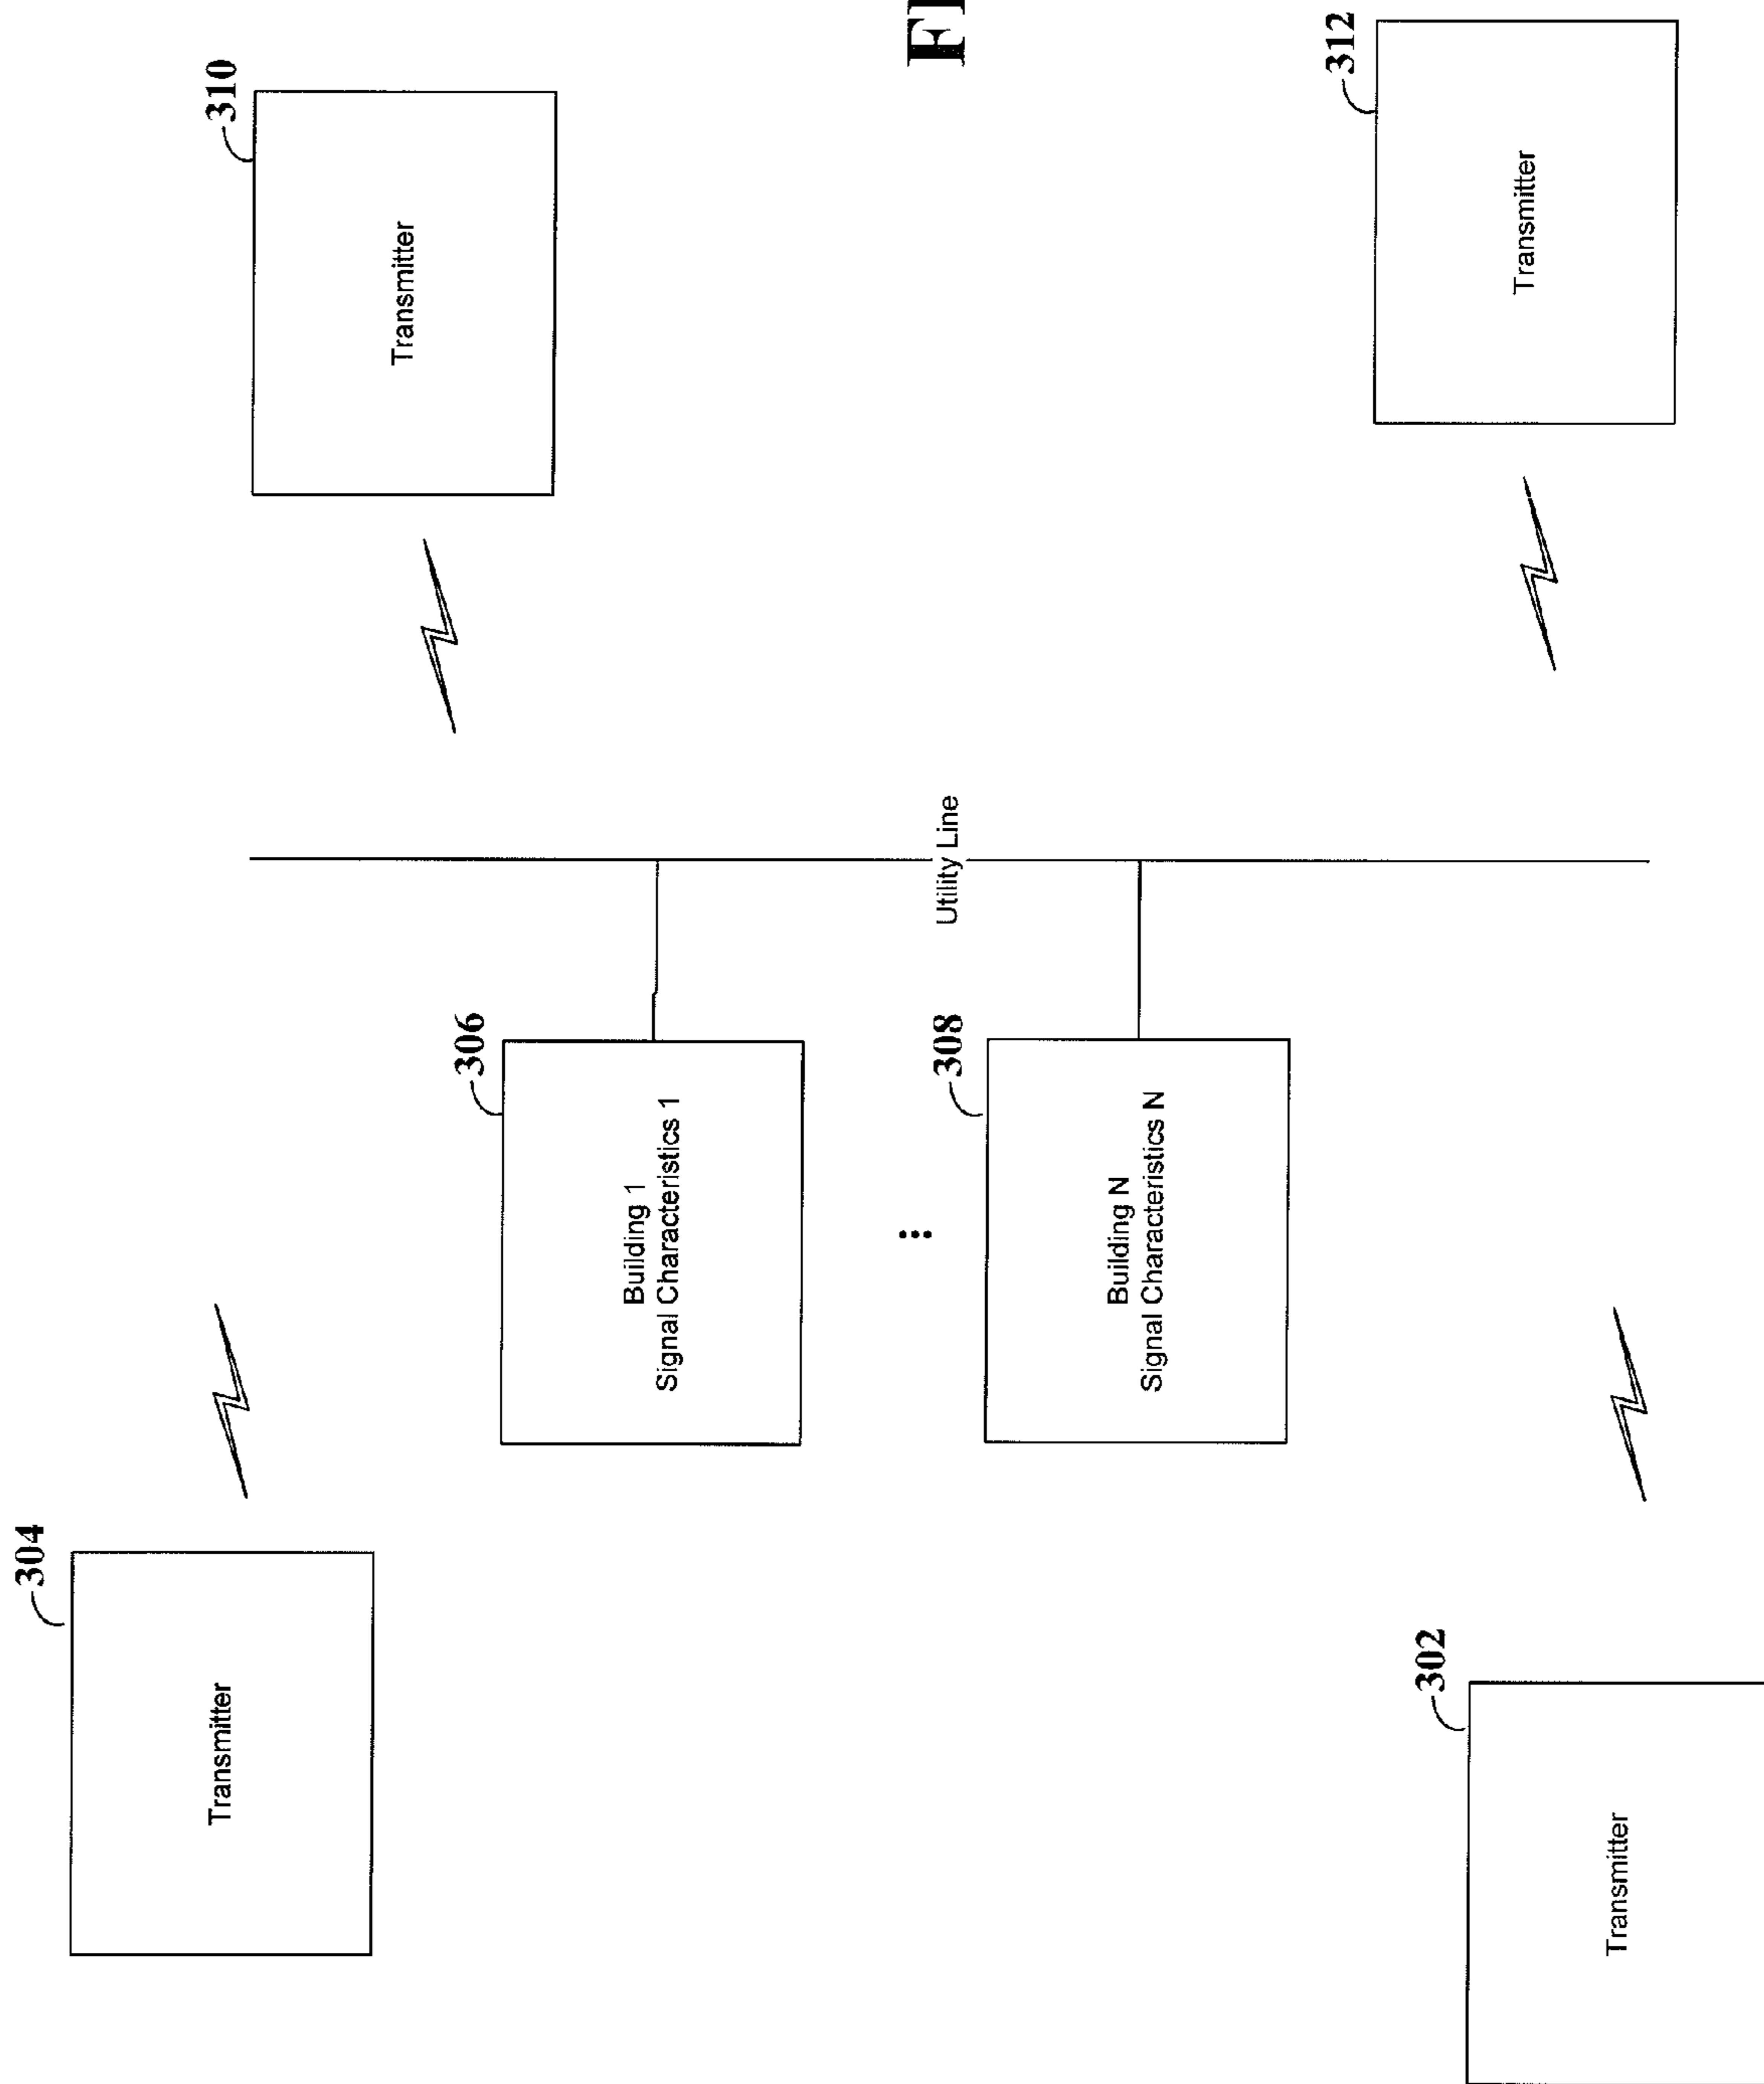 304
Transmitter
310
Transmitter
306
Building 1
Signal Characteristics 1
308
Utility Line
Building N
Signal Characteristics N
312
Transmitter
302
Transmitter